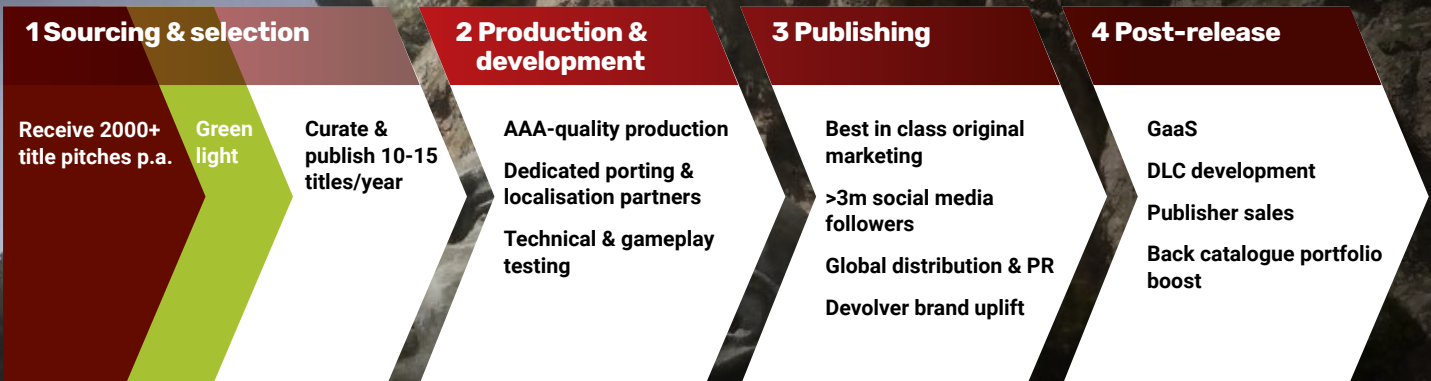 1 Sourcing & selection
Receive 2000+
title pitches p.a.
Green
light
Curate &
publish 10-15
titles/year
2 Production &
development
AAA-quality production
Dedicated porting &
localisation partners
Technical & gameplay
testing
3 Publishing
Best in class original
marketing
>3m social media
followers
Global distribution & PR
Devolver brand uplift
4 Post-release
GaaS
DLC development
Publisher sales
Back catalogue portfolio
boost